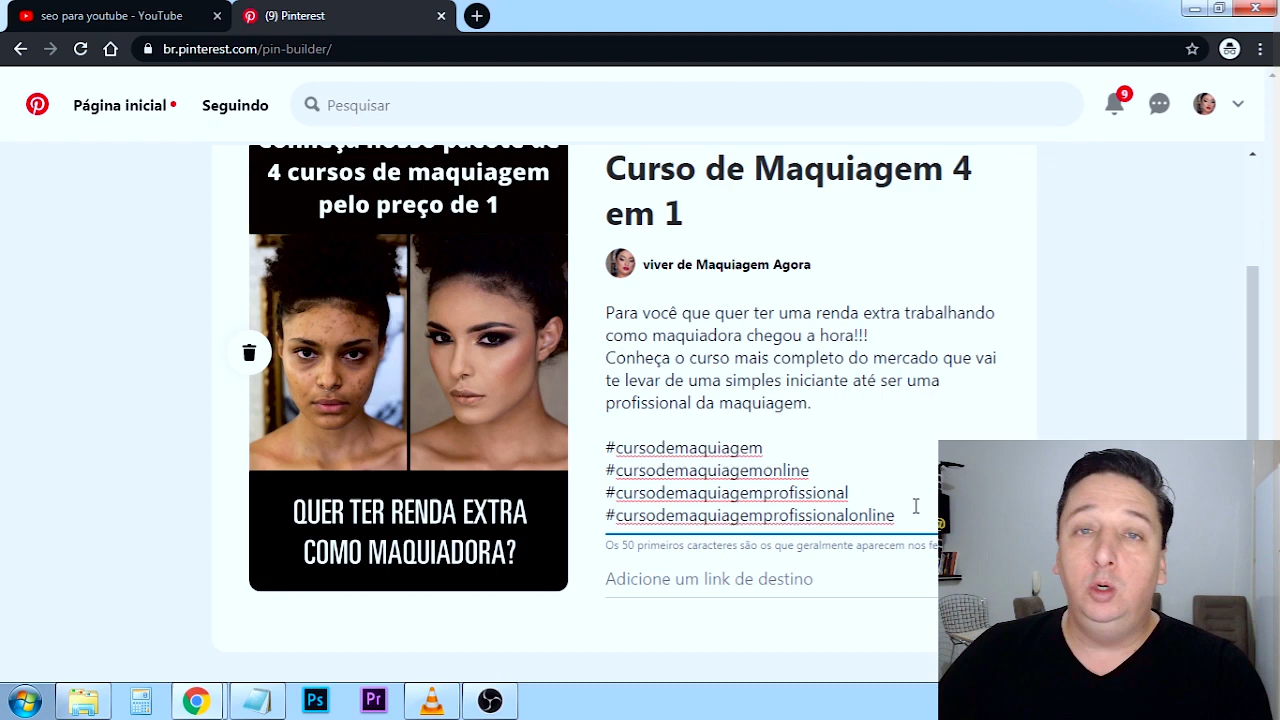 seo para youtube - YouTube
(9) Pinterest
br.pinterest.com/pin-builder/
Página inicial
Seguindo
Pesquisar
9
4 cursos de maquiagem
pelo preço de 1
QUER TER RENDA EXTRA
COMO MAQUIADORA?
Curso de Maquiagem 4
em 1
viver de Maquiagem Agora
Para você que quer ter uma renda extra trabalhando
como maquiadora chegou a hora!!!
Conheça o curso mais completo do mercado que vai
te levar de uma simples iniciante até ser uma
profissional da maquiagem.
#cursodemaquiagem
#cursodemaquiagemonline
#cursodemaquiagemprofissional
#cursodemaquiagemprofissionalonline
Os 50 primeiros caracteres são os que geralmente aparecem nos fe
Adicione um link de destino
@
Ps
Pr